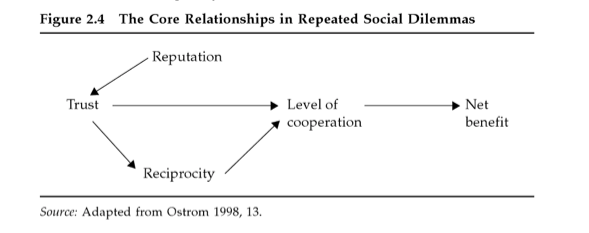 Figure 2.4 The Core Relationships in Repeated Social Dilemmas
Reputation
Trust
Level of
cooperation
Net
benefit
Reciprocity
Source: Adapted from Ostrom 1998, 13.